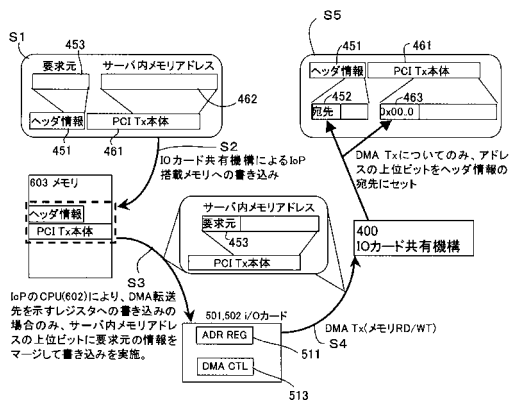 S1
453
要求元
サーバ内メモリアドレス
462
ヘッダ情報
PCI Tx本体
451
461
S5
451
461
ヘッダ情報
PCI Tx本体
452
463
宛先
0x00..0
S2
IOカード共有機構によるIoP
搭載メモリへの書き込み
DMA Txについてのみ、アドレ
スの上位ビットをヘッダ情報の
宛先にセット
603 メモリ
ヘッダ情報
PCI Tx本体
サーバ内メモリアドレス
要求元
453
PCI Tx本体
400
IOカード共有機構
S3
IoPのCPU(602)により、DMA転送
先を示すレジスタへの書き込みの
場合のみ、サーバ内メモリアドレ
スの上位ビットに要求元の情報を
マージして書き込みを実施。
501,502 i/Oカード
ADR REG
511
DMA CTL
513
DMA Tx(メモリRD/WT)
S4